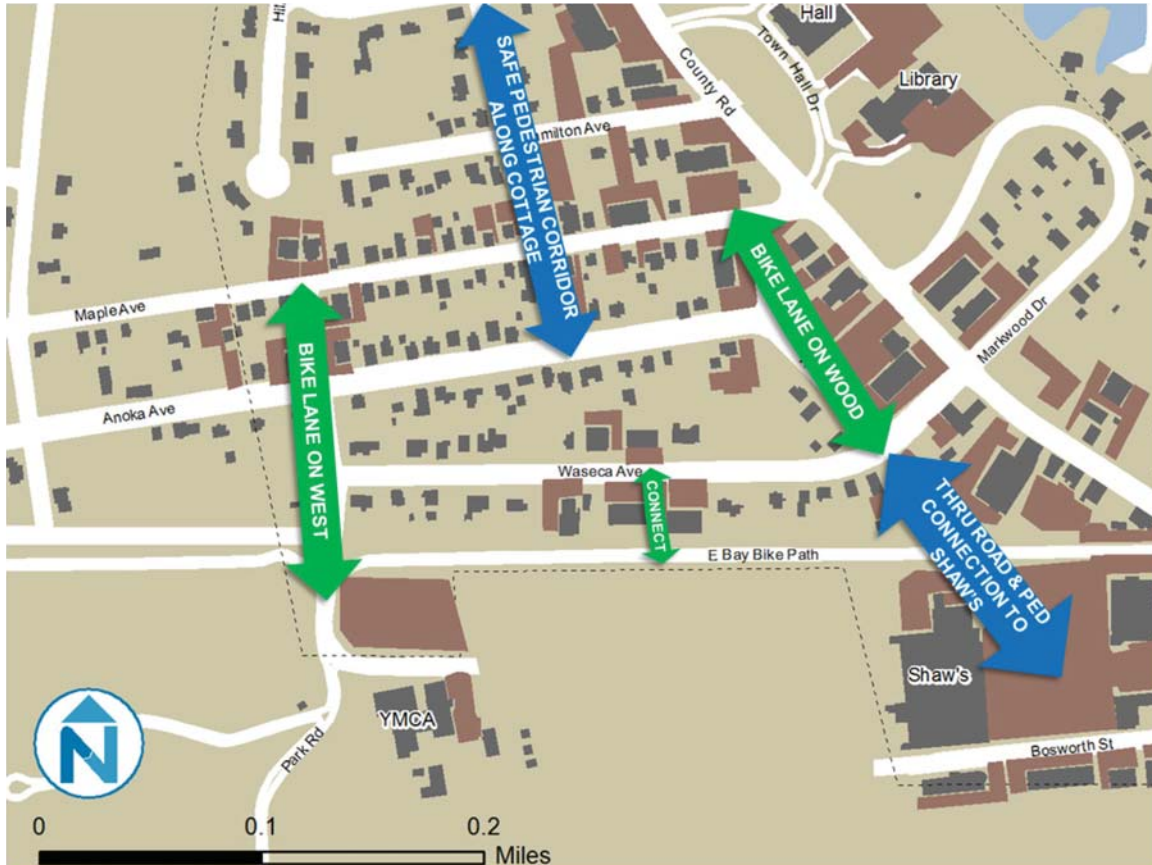 Hall
Town Hall Dr
County Rd
Library
SAFE PEDESTRIAN CORRIDOR
ALONG COTTAGE
milton Ave
Maple Ave
BIKE LANE ON WOOD
Markwood Dr
BIKE LANE ON WEST
Anoka Ave
Waseca Ave
CONNECT
E Bay Bike Path
THRU ROAD & PED
CONNECTION TO
SHAW'S
Shaw's
YMCA
Park Rd
Bosworth St
N
0 0.1 0.2
Miles